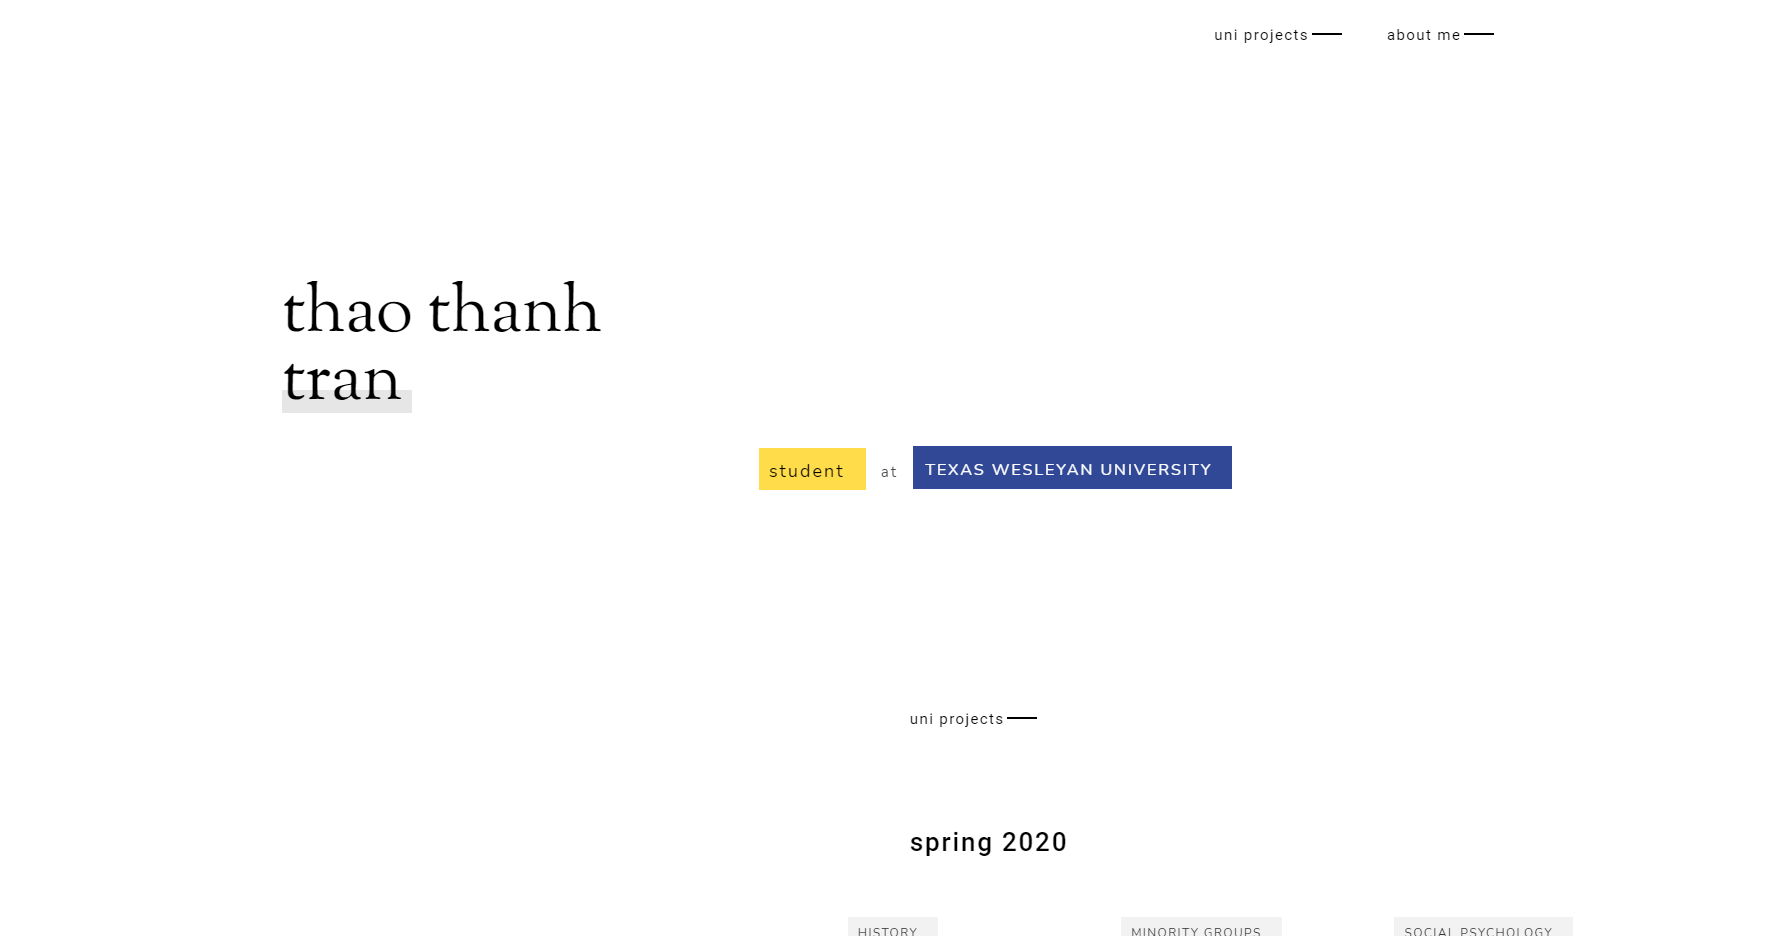 uni projects about me
thao thanh
tran
student at TEXAS WESLEYAN UNIVERSITY
uni projects
spring 2020
HISTORY MINORITY GROUPS SOCIAL PSYCHOLOGY